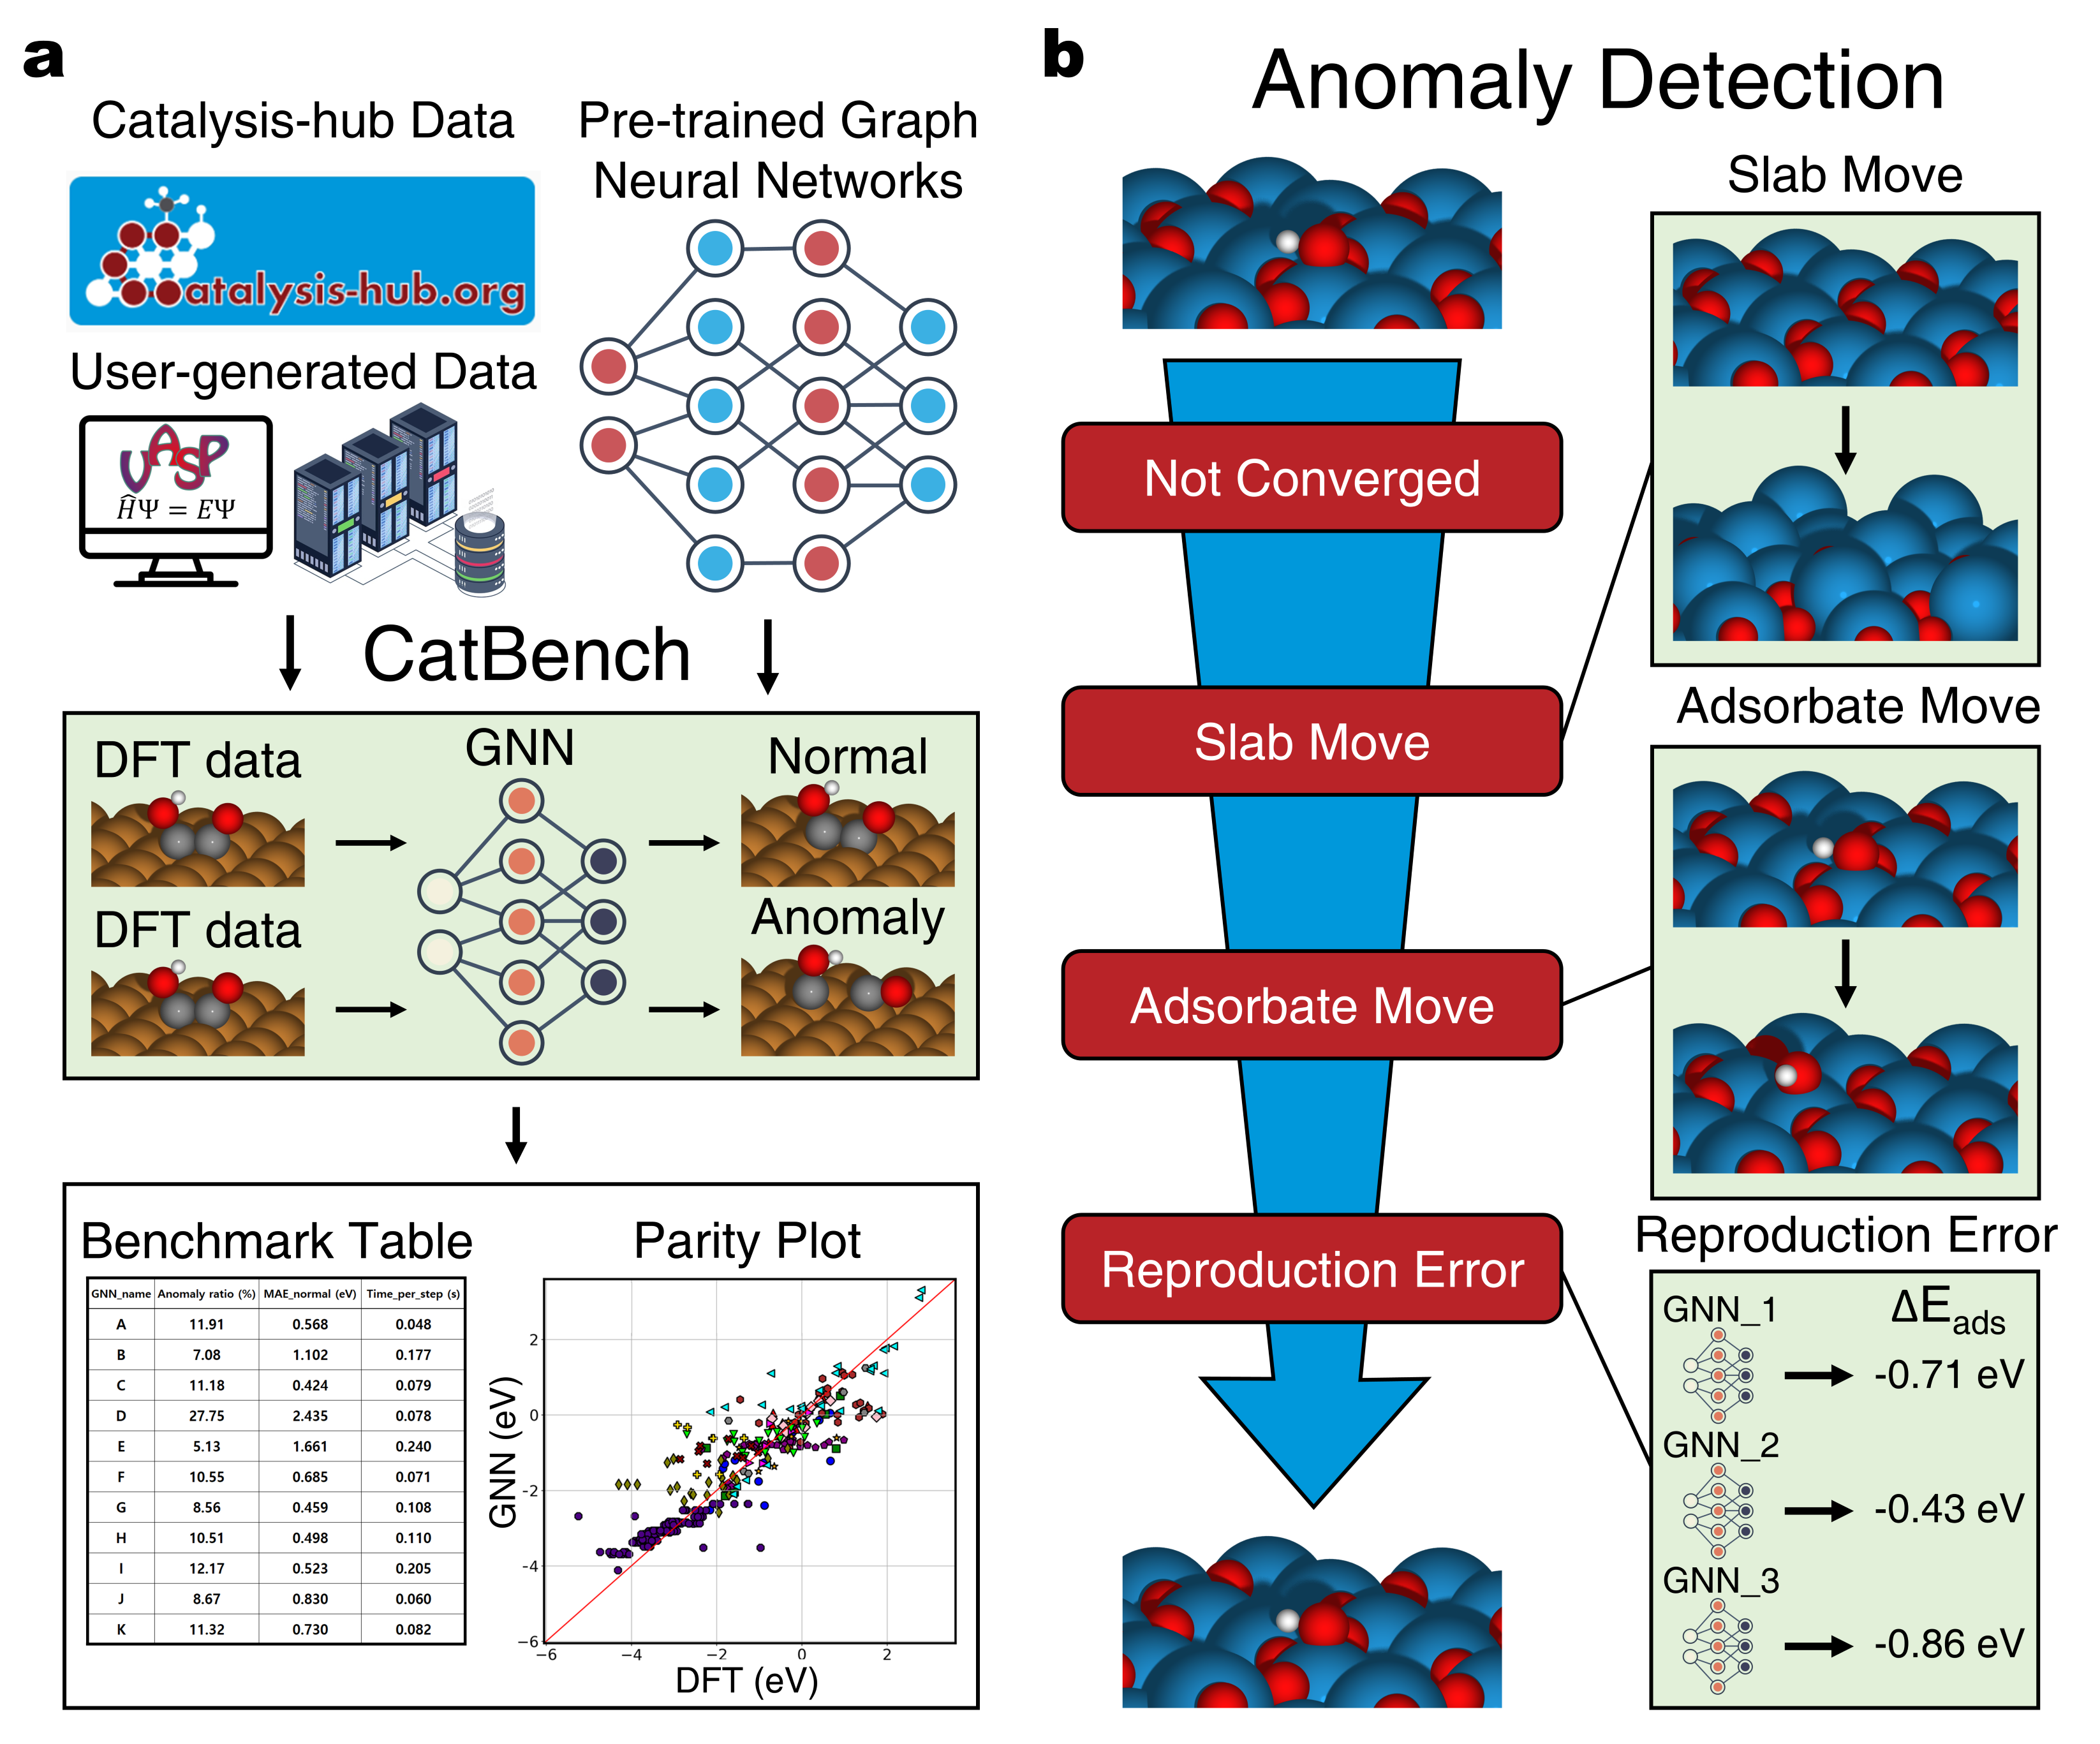 a
Catalysis-hub Data
atalysis-hub.org
User-generated Data
VASP
ĤΨ = EΨ
Pre-trained Graph
Neural Networks
CatBench
DFT data
GNN
Normal
DFT data
Anomaly
Benchmark Table
GNN_name Anomaly ratio (%) MAE_normal (eV) Time_per_step (s)
A 11.91 0.568 0.048
B 7.08 1.102 0.177
C 11.18 0.424 0.079
D 27.75 2.435 0.078
E 5.13 1.661 0.240
F 10.55 0.685 0.071
G 8.56 0.459 0.108
H 10.51 0.498 0.110
I 12.17 0.523 0.205
J 8.67 0.830 0.060
K 11.32 0.730 0.082
Parity Plot
GNN (eV)
2
0
-2
-4
−6
−6 −4 −2 0 2
DFT (eV)
b
Anomaly Detection
Not Converged
Slab Move
Adsorbate Move
Reproduction Error
Slab Move
Adsorbate Move
Reproduction Error
GNN_1 ΔEads
-0.71 eV
GNN_2
-0.43 eV
GNN_3
-0.86 eV